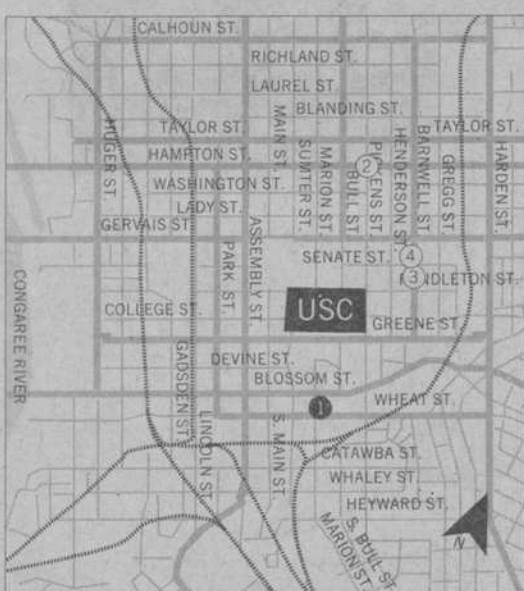 CALHOUN ST.
RICHLAND ST.
LAUREL ST.
BLANDING ST.
TAYLOR ST.
TAYLOR ST.
HAMPTON ST.
WASHINGTON ST.
LADY ST.
GERVAIS ST.
HUGER ST.
MAIN ST.
SUMTER ST.
MARION ST.
BULL ST.
PICKENS ST.
HENDERSON ST.
BARNWELL ST.
GREGG ST.
HARDEN ST.
2
ASSEMBLY ST.
PARK ST.
SENATE ST.
4
3
PENDLETON ST.
CONGAREE RIVER
COLLEGE ST.
USC
GREENE ST.
GADSDEN ST.
DEVINE ST.
BLOSSOM ST.
1
WHEAT ST.
LINCOLN ST.
S. MAIN ST.
CATAWBA ST.
WHALEY ST.
HEYWARD ST.
S. BULL ST.
MARION ST.
N